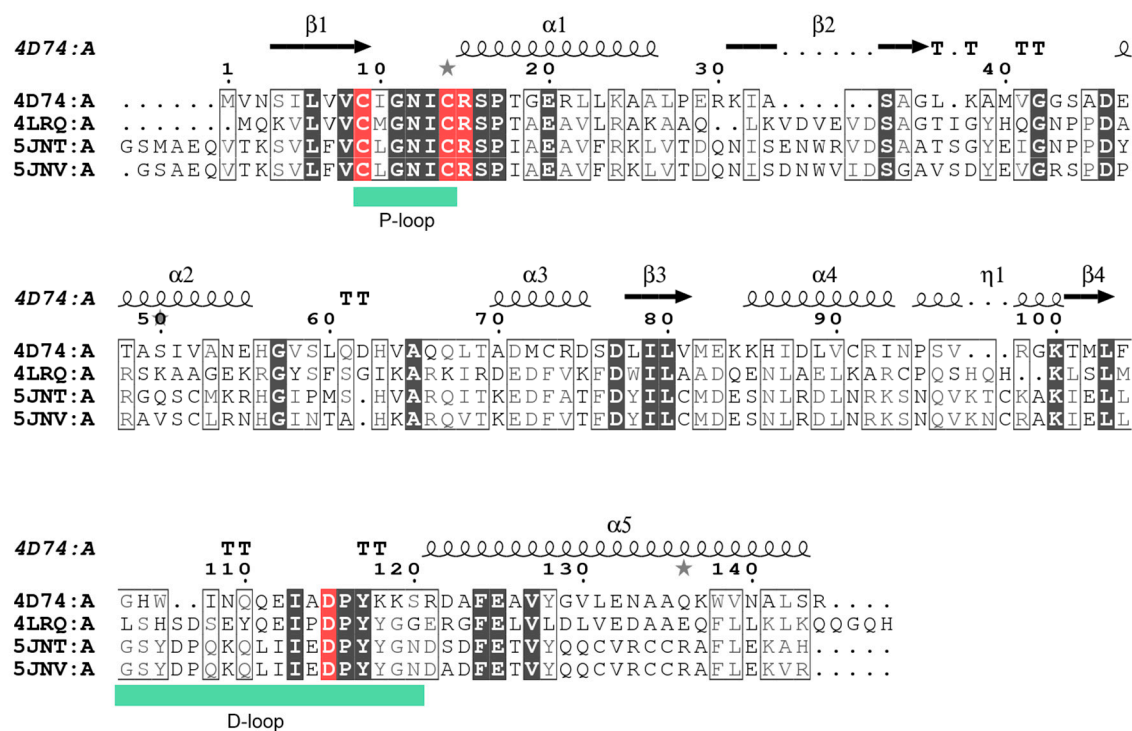 4D74:A β1 α1 β2 T.T TT
1 10 20 30 40
4D74:A ......MVNSILVVCIGNICRSPTGERLLKAALPERKIA......SAGL.KAMVGGSADE
4LRQ:A .......MQKVLVVCMGNICRSPTAEAVLRAKAAQ..LKVDVEVDSAGTIGYHQGNPPDA
5JNT:A GSMAEQVTKSVLFVCLGNICRSPIAEAVFRKLVTDQNISENWRVDSAATSGYEIGNPPDY
5JNV:A .GSAEQVTKSVLFVCLGNICRSPIAEAVFRKLVTDQNISDNWVIDSGAVSDYEVGRSPDP
P-loop
4D74:A α2 TT α3 β3 α4 η1 β4
50 60 70 80 90 100
4D74:A TASIVANEHGVSLQDHVAQQLTADMCRDSDLILVMEKKHIDLVCRINPSV...RGKTMLF
4LRQ:A RSKAAGEKRGYSFSGIKARKIRDEDFVKFDWILAADQENLAELKARCPQSHQH..KLSLM
5JNT:A RGQSCMKRHGIPMS.HVARQITKEDFATFDYILCMDESNLRDLNRKSNQVKTCKAKIELL
5JNV:A RAVSCLRNHGINTA.HKARQVTKEDFVTFDYILCMDESNLRDLNRKSNQVKNCRAKIELL
4D74:A TT TT α5
110 120 130 140
4D74:A GHW..INQQEIADPYKKSRDAFEAVYGVLENAAQKWVNALSR....
4LRQ:A LSHSDSEYQEIPDPYYGGERGFELVLDLVEDAAEQFLLKLKQQGQH
5JNT:A GSYDPQKQLIIEDPYYGNDSDFETVYQQCVRCCRAFLEKAH.....
5JNV:A GSYDPQKQLIIEDPYYGNDADFETVYQQCVRCCRAFLEKVR.....
D-loop